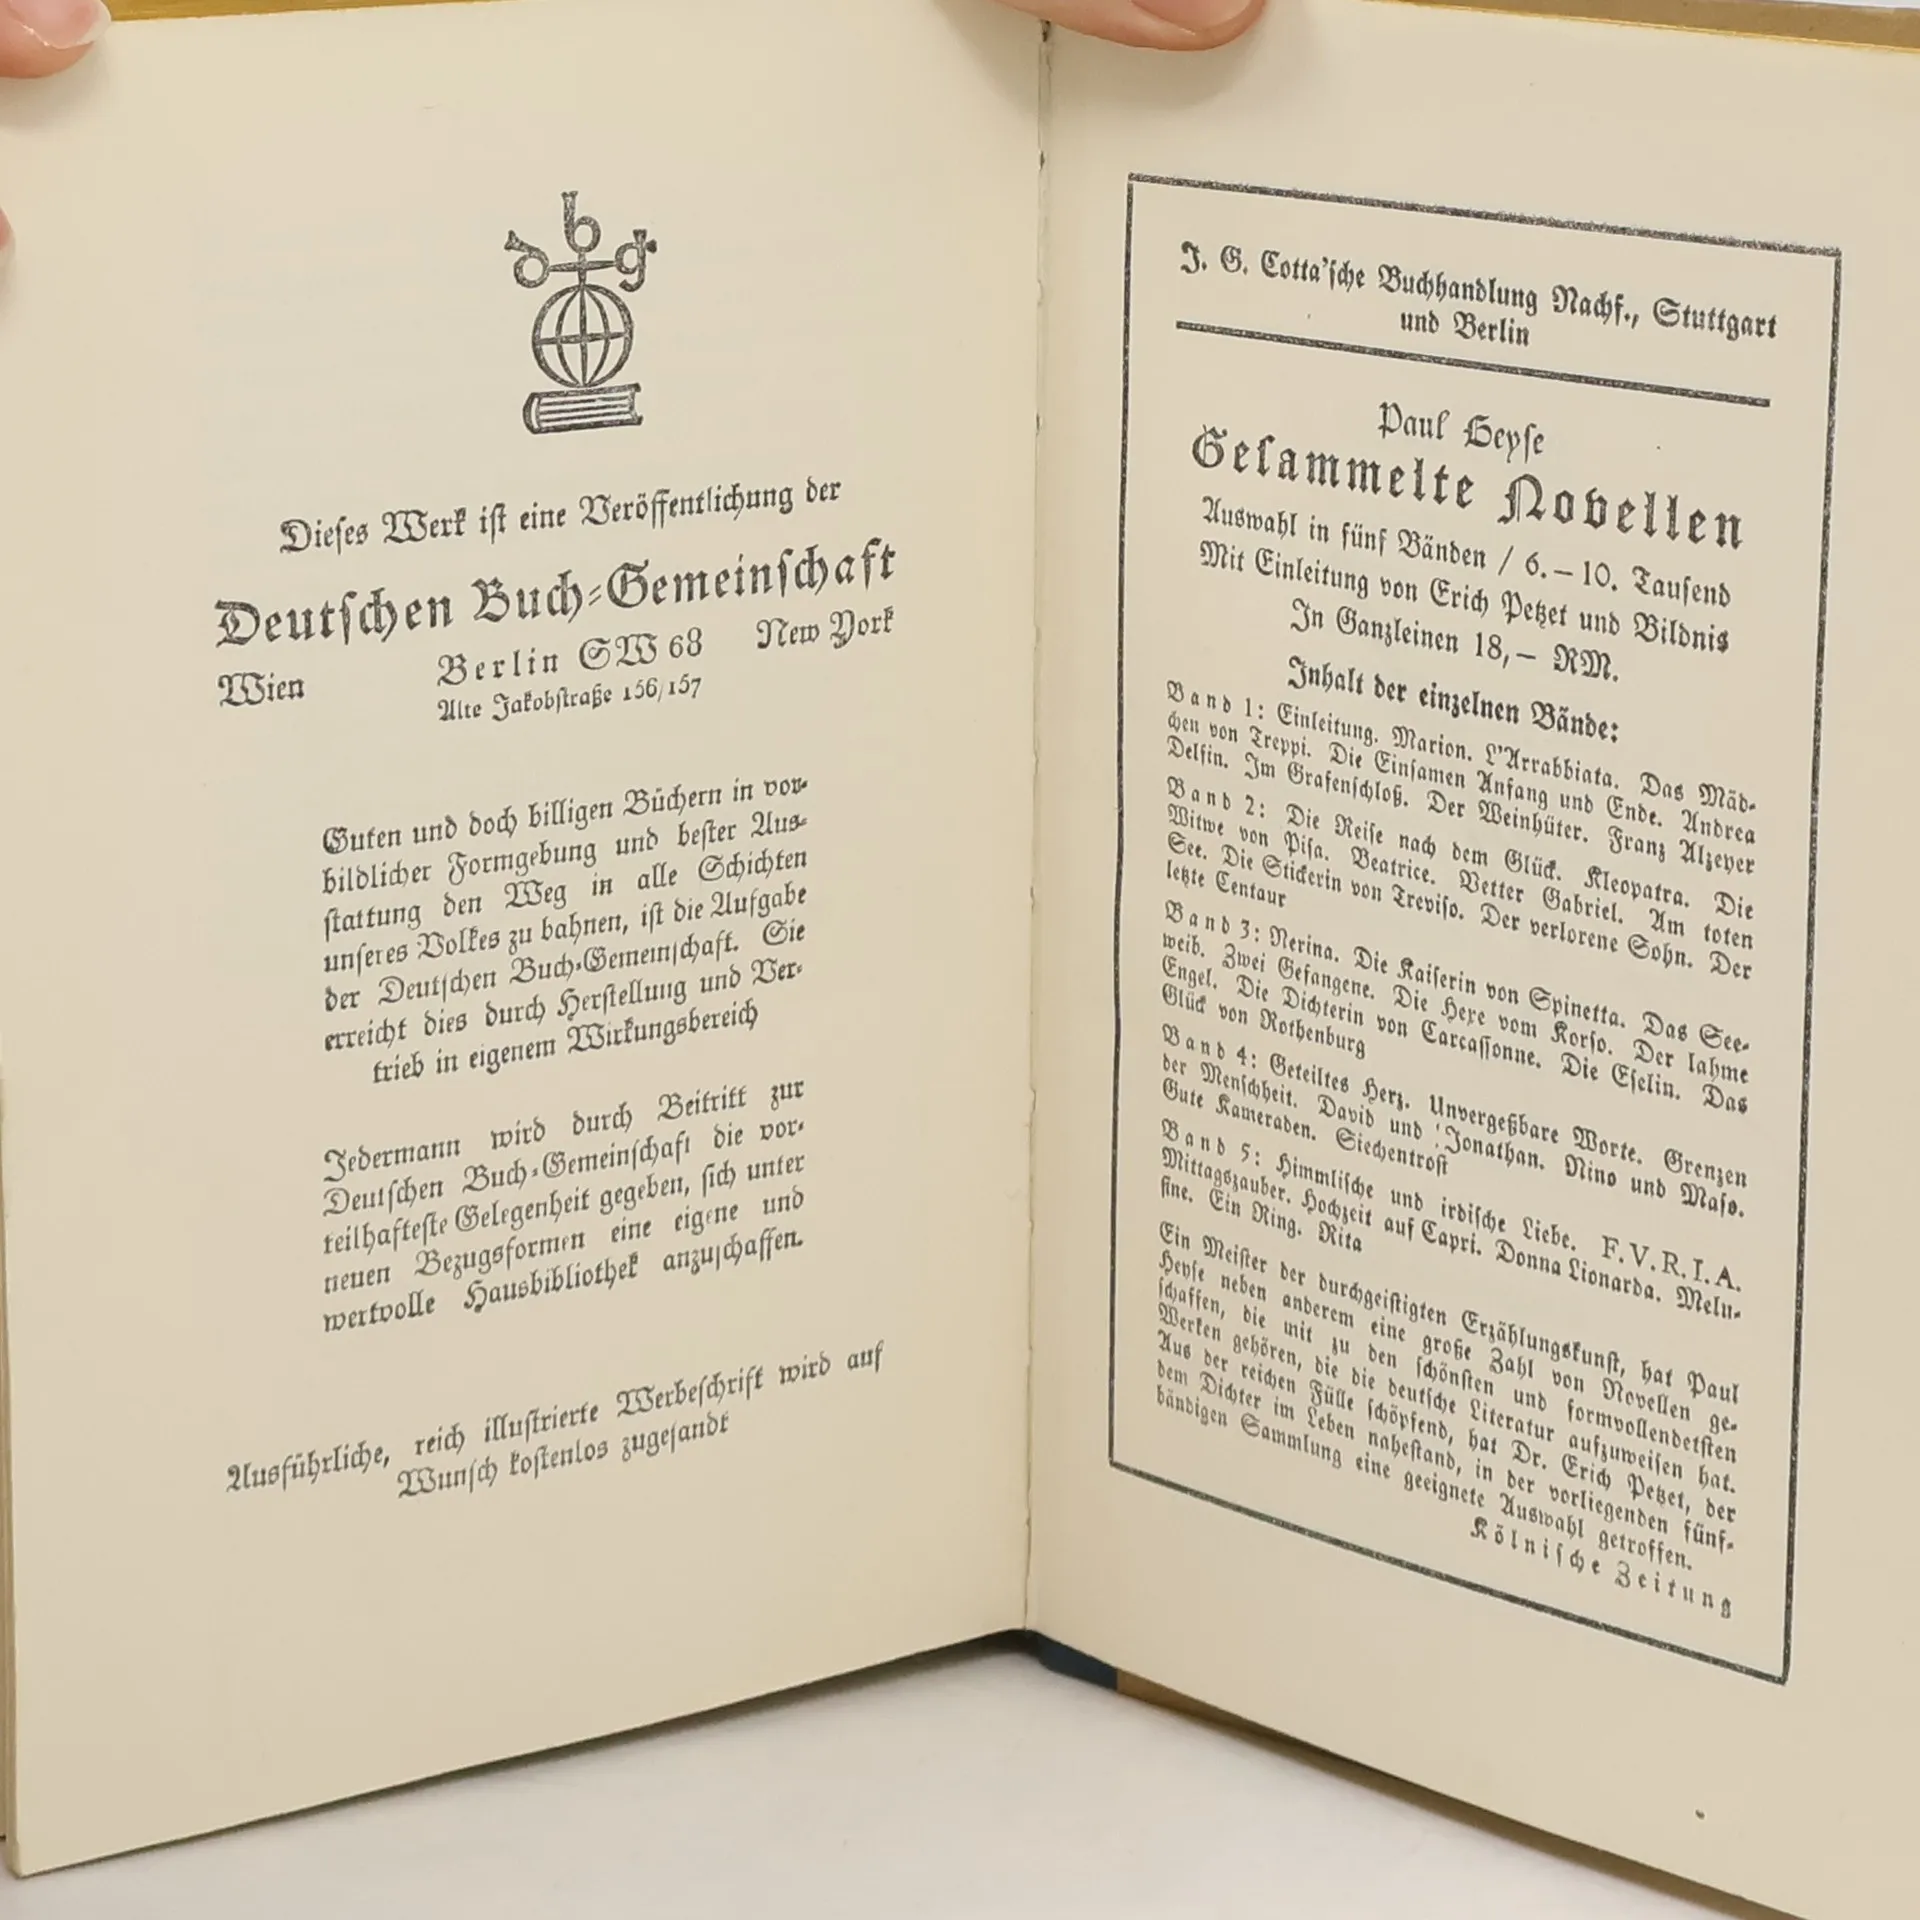 dbg
Dieses Werk ist eine Veröffentlichung der
Deutschen Buch-Gemeinschaft
Wien Berlin SW 68 New York
Alte Jakobstraße 156/157
Guten und doch billigen Büchern in vor-
bildlicher Formgebung und bester Aus-
stattung den Weg in alle Schichten
unseres Volkes zu bahnen, ist die Aufgabe
der Deutschen Buch-Gemeinschaft. Sie
erreicht dies durch Herstellung und Ver-
trieb in eigenem Wirkungsbereich
Jedermann wird durch Beitritt zur
Deutschen Buch-Gemeinschaft die vor-
teilhafteste Gelegenheit gegeben, sich unter
neuen Bezugsformen eine eigene und
wertvolle Hausbibliothek anzuschaffen.
Ausführliche, reich illustrierte Werbeschrift wird auf
Wunsch kostenlos zugesandt
J. G. Cotta'sche Buchhandlung Nachf., Stuttgart
und Berlin
Paul Heyse
Gesammelte Novellen
Auswahl in fünf Bänden / 6.–10. Tausend
Mit Einleitung von Erich Petzet und Bildnis
In Ganzleinen 18,– RM.
Inhalt der einzelnen Bände:
Band 1: Einleitung. Marion. L'Arrabbiata. Das Mäd-
chen von Treppi. Die Einsamen Anfang und Ende. Andrea
Delfin. Im Grafenschloß. Der Weinhüter. Franz Alzeyer
Band 2: Die Reise nach dem Glück. Kleopatra. Die
Witwe von Pisa. Beatrice. Vetter Gabriel. Am toten
See. Die Stickerin von Treviso. Der verlorene Sohn. Der
letzte Centaur
Band 3: Nerina. Die Kaiserin von Spinetta. Das See-
weib. Zwei Gefangene. Die Hexe vom Korso. Der lahme
Engel. Die Dichterin von Carcassonne. Die Eselin. Das
Glück von Rothenburg
Band 4: Geteiltes Herz. Unvergeßbare Worte. Grenzen
der Menschheit. David und Jonathan. Nino und Maso.
Gute Kameraden. Siechentrost
Band 5: Himmlische und irdische Liebe. F.V.R.I.A.
Mittagszauber. Hochzeit auf Capri. Donna Lionarda. Melu-
sine. Ein Ring. Rita
Ein Meister der durchgeistigten Erzählungskunst, hat Paul
Heyse neben anderem eine große Zahl von Novellen ge-
schaffen, die mit zu den schönsten und formvollendetsten
Werken gehören, die die deutsche Literatur aufzuweisen hat.
Aus der reichen Fülle schöpfend, hat Dr. Erich Petzet, der
dem Dichter im Leben nahestand, in der vorliegenden fünf-
bändigen Sammlung eine geeignete Auswahl getroffen.
Kölnische Zeitung